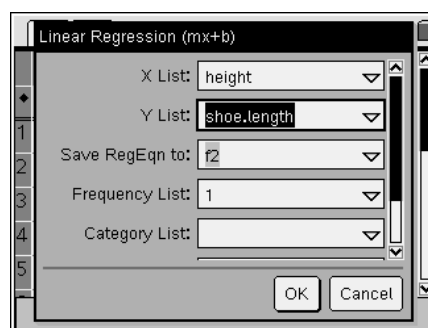 Linear Regression (mx+b)
X List: height
Y List: shoe.length
Save RegEqn to: f2
Frequency List: 1
Category List:
OK Cancel
1
2
3
4
5